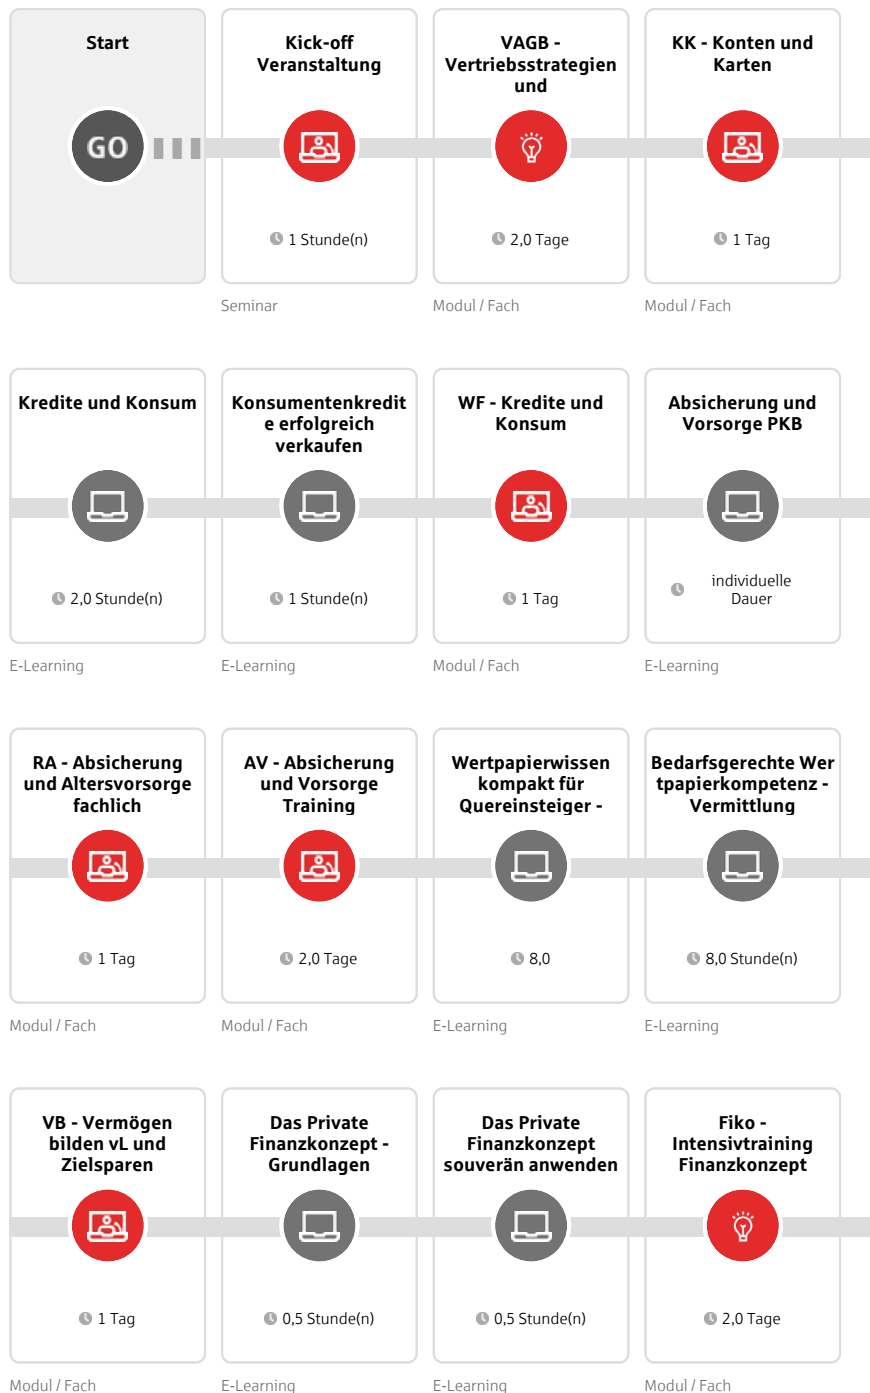 Start
GO
Kick-off
Veranstaltung
1 Stunde(n)
Seminar
VAGB -
Vertriebsstrategien
und
2,0 Tage
Modul / Fach
KK - Konten und
Karten
1 Tag
Modul / Fach
Kredite und Konsum
2,0 Stunde(n)
E-Learning
Konsumentenkredit
e erfolgreich
verkaufen
1 Stunde(n)
E-Learning
WF - Kredite und
Konsum
1 Tag
Modul / Fach
Absicherung und
Vorsorge PKB
individuelle
Dauer
E-Learning
RA - Absicherung
und Altersvorsorge
fachlich
1 Tag
Modul / Fach
AV - Absicherung
und Vorsorge
Training
2,0 Tage
Modul / Fach
Wertpapierwissen
kompakt für
Quereinsteiger -
8,0
E-Learning
Bedarfsgerechte Wer
tpapierkompetenz -
Vermittlung
8,0 Stunde(n)
E-Learning
VB - Vermögen
bilden vL und
Zielsparen
1 Tag
Modul / Fach
Das Private
Finanzkonzept -
Grundlagen
0,5 Stunde(n)
E-Learning
Das Private
Finanzkonzept
souverän anwenden
0,5 Stunde(n)
E-Learning
Fiko -
Intensivtraining
Finanzkonzept
2,0 Tage
Modul / Fach